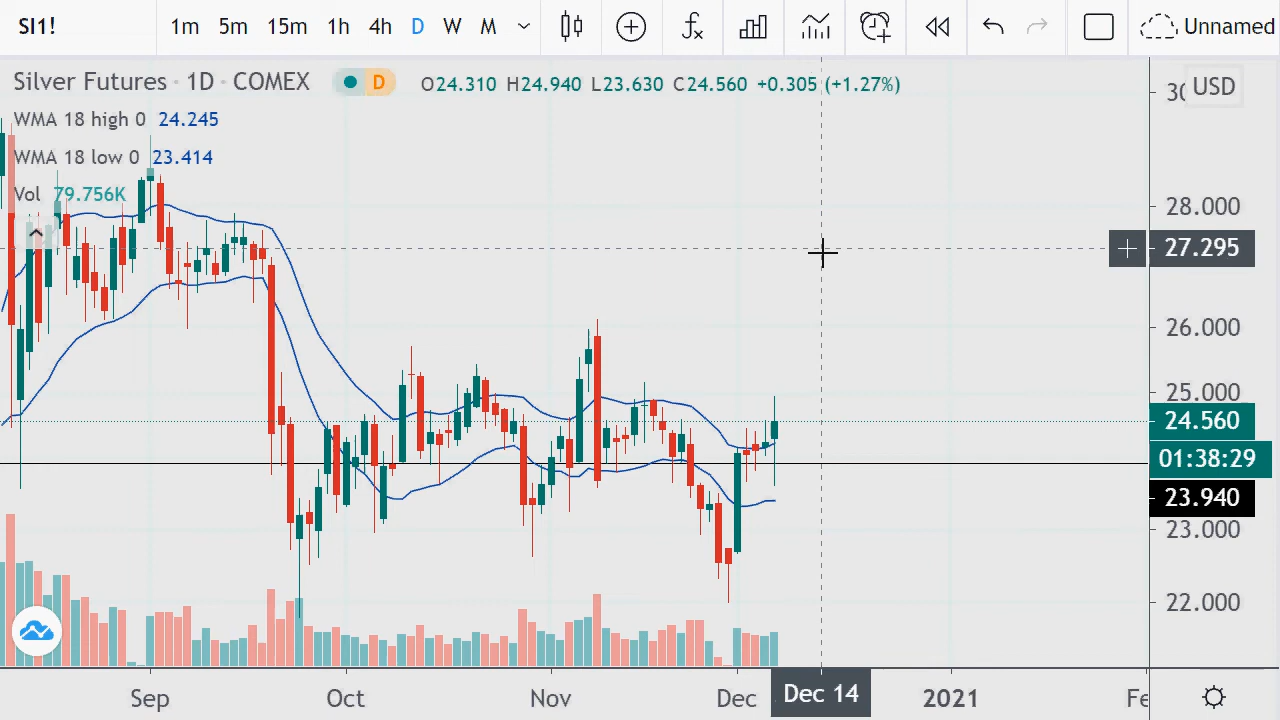 SI1! 1m 5m 15m 1h 4h D W M Unnamed
Silver Futures · 1D · COMEX D O24.310 H24.940 L23.630 C24.560 +0.305 (+1.27%)
WMA 18 high 0 24.245
WMA 18 low 0 23.414
Vol 79.756K
30 USD
28.000
27.295
26.000
25.000
24.560
01:38:29
23.940
23.000
22.000
Sep Oct Nov Dec Dec 14 2021 Fe